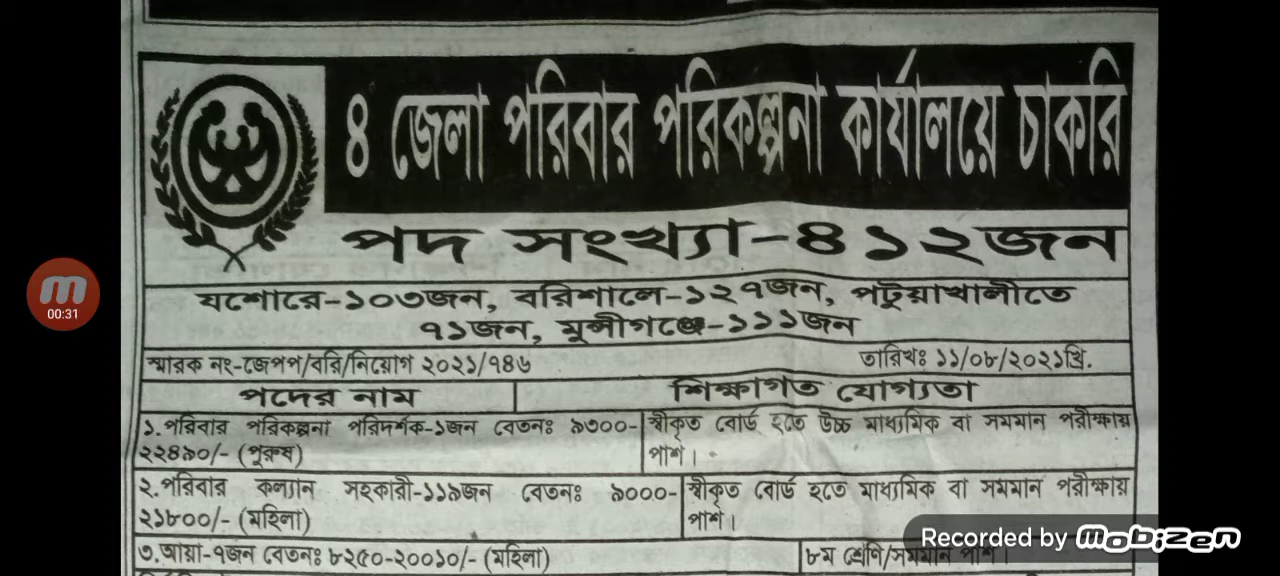 ৪ জেলা পরিবার পরিকল্পনা কার্যালয়ে চাকরি
পদ সংখ্যা-৪১২জন
যশোরে-১০৩জন, বরিশালে-১২৭জন, পটুয়াখালীতে
৭১জন, মুন্সীগঞ্জে-১১১জন
স্মারক নং-জেপপ/বরি/নিয়োগ ২০২১/৭৪৬
তারিখঃ ১১/০৮/২০২১খ্রি.
পদের নাম
শিক্ষাগত যোগ্যতা
১.পরিবার পরিকল্পনা পরিদর্শক-১জন বেতনঃ ৯৩০০-
২২৪৯০/- (পুরুষ)
স্বীকৃত বোর্ড হতে উচ্চ মাধ্যমিক বা সমমান পরীক্ষায়
পাশ।
২.পরিবার কল্যান সহকারী-১১৯জন বেতনঃ ৯০০০-
২১৮০০/- (মহিলা)
স্বীকৃত বোর্ড হতে মাধ্যমিক বা সমমান পরীক্ষায়
পাশ।
৩.আয়া-৭জন বেতনঃ ৮২৫০-২০০১০/- (মহিলা)
৮ম শ্রেণি/সমমান পাশ।
00:31
Recorded by mobizen